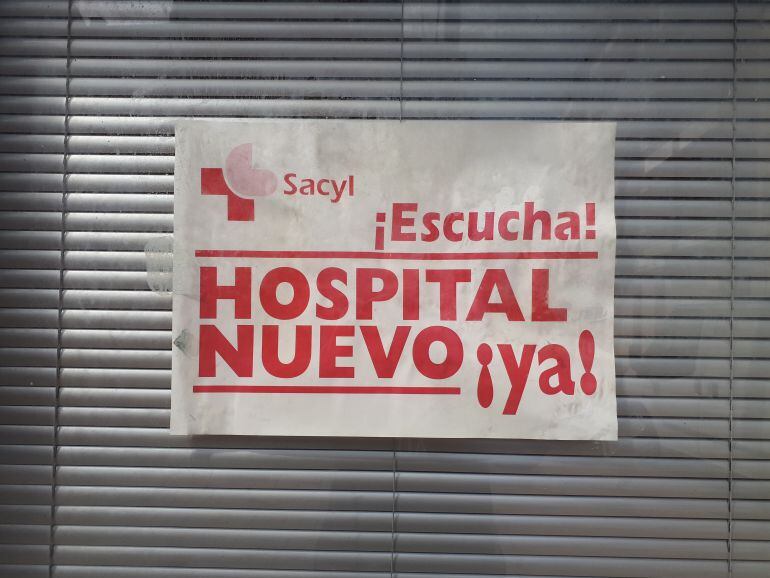 Sacyl
¡Escucha!
HOSPITAL
NUEVO ¡ya!